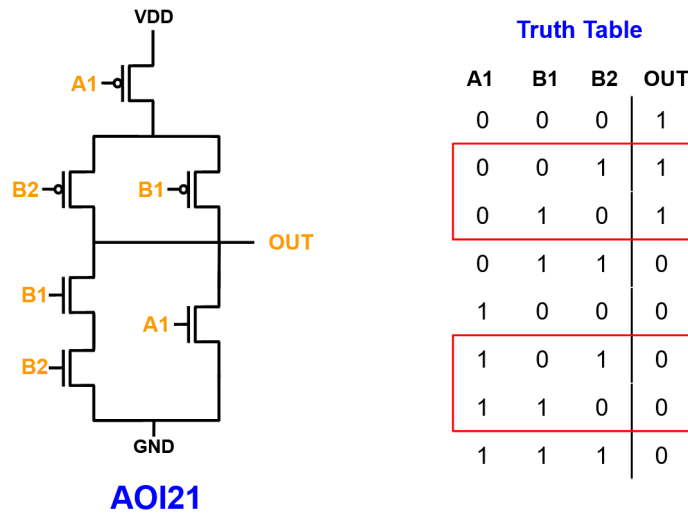 VDD
A1
B2
B1
OUT
B1
A1
B2
GND
AOI21
Truth Table
A1 B1 B2 OUT
0 0 0 1
0 0 1 1
0 1 0 1
0 1 1 0
1 0 0 0
1 0 1 0
1 1 0 0
1 1 1 0